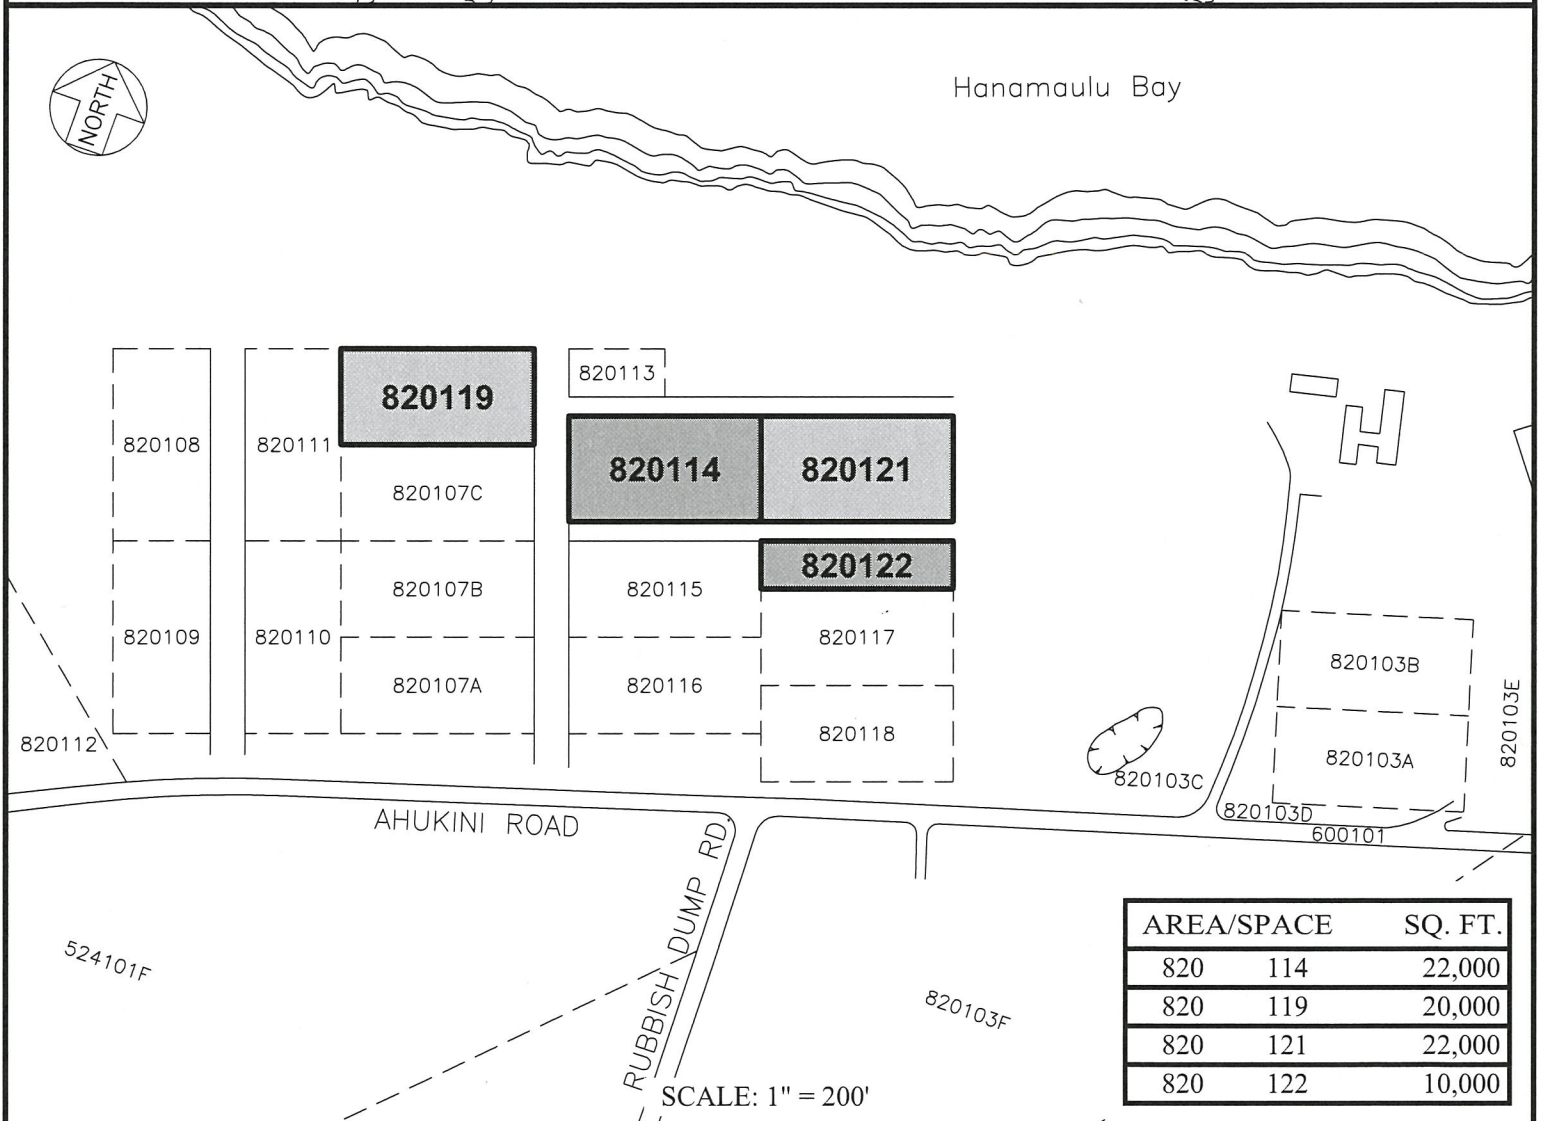 Hanamaulu Bay
NORTH
820113
820119
820108
820111
820114
820121
820107C
820122
820107B
820115
820109
820110
820117
820103B
820107A
820116
820118
820112
820103A
820103E
820103C
820103D
600101
AHUKINI ROAD
RUBBISH DUMP RD.
524101F
820103F
SCALE: 1" = 200'
AREA/SPACE SQ. FT.
820 114 22,000
820 119 20,000
820 121 22,000
820 122 10,000